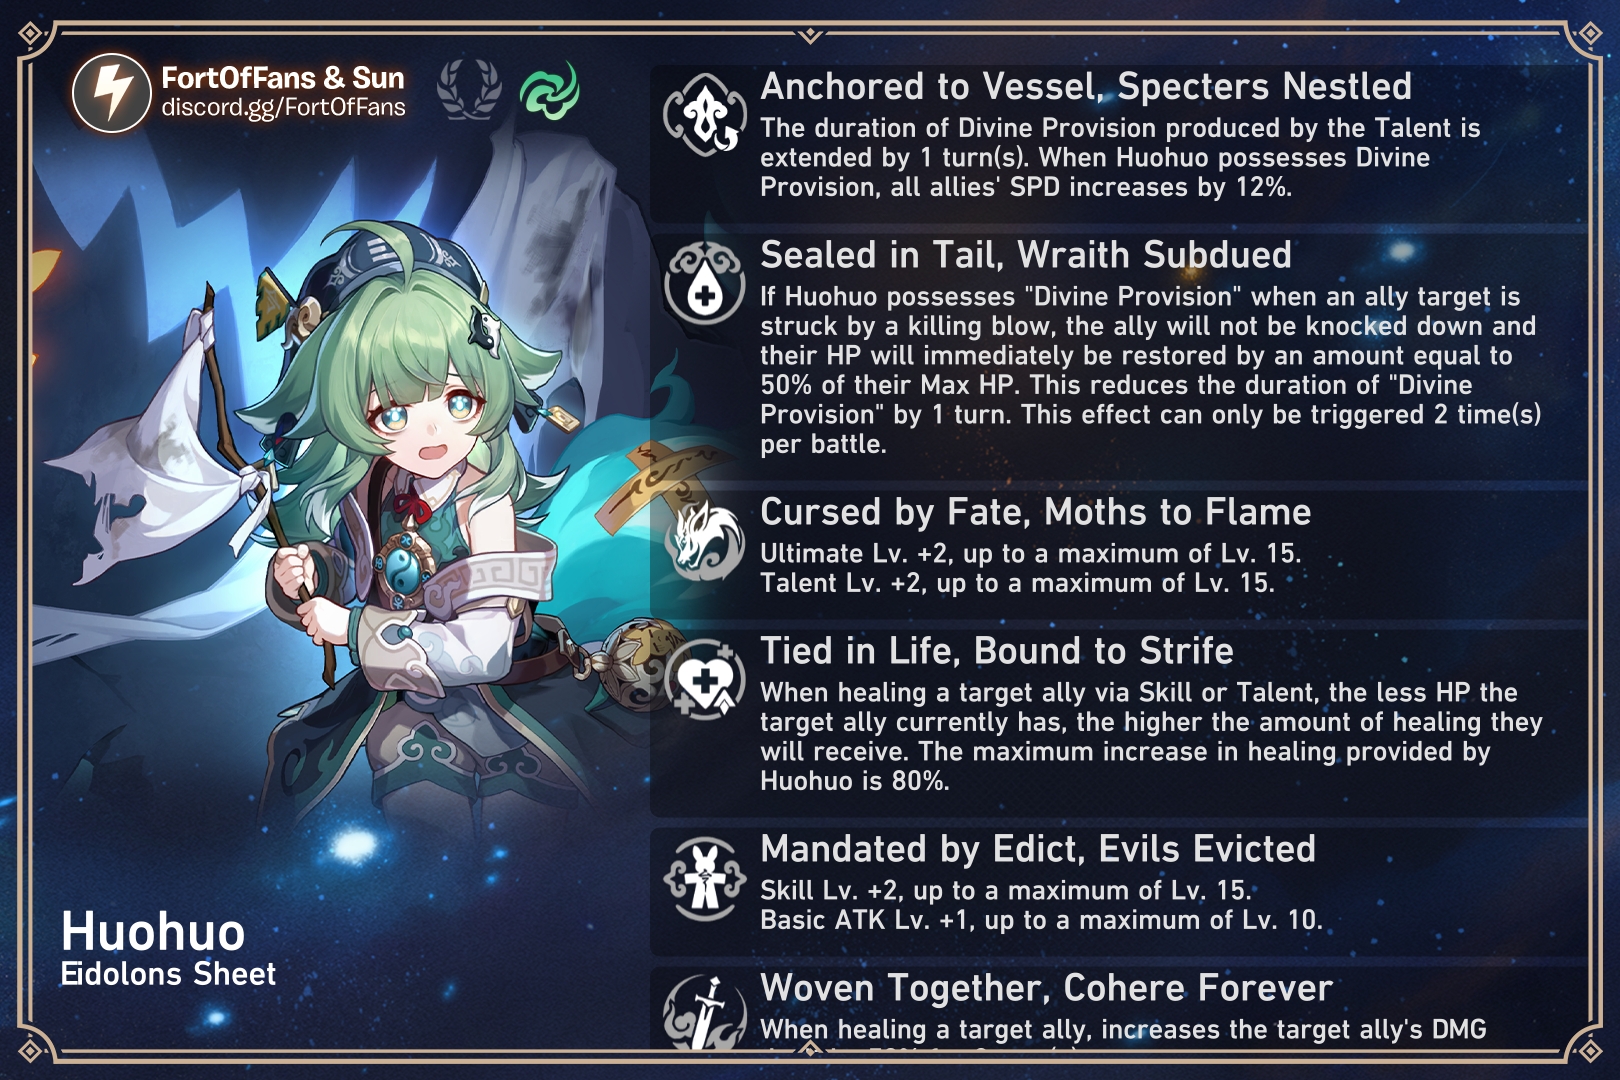 FortOfFans & Sun
discord.gg/FortOfFans
Anchored to Vessel, Specters Nestled
The duration of Divine Provision produced by the Talent is
extended by 1 turn(s). When Huohuo possesses Divine
Provision, all allies' SPD increases by 12%.
Sealed in Tail, Wraith Subdued
If Huohuo possesses "Divine Provision" when an ally target is
struck by a killing blow, the ally will not be knocked down and
their HP will immediately be restored by an amount equal to
50% of their Max HP. This reduces the duration of "Divine
Provision" by 1 turn. This effect can only be triggered 2 time(s)
per battle.
Cursed by Fate, Moths to Flame
Ultimate Lv. +2, up to a maximum of Lv. 15.
Talent Lv. +2, up to a maximum of Lv. 15.
Tied in Life, Bound to Strife
When healing a target ally via Skill or Talent, the less HP the
target ally currently has, the higher the amount of healing they
will receive. The maximum increase in healing provided by
Huohuo is 80%.
Mandated by Edict, Evils Evicted
Skill Lv. +2, up to a maximum of Lv. 15.
Basic ATK Lv. +1, up to a maximum of Lv. 10.
Woven Together, Cohere Forever
When healing a target ally, increases the target ally's DMG
Huohuo
Eidolons Sheet